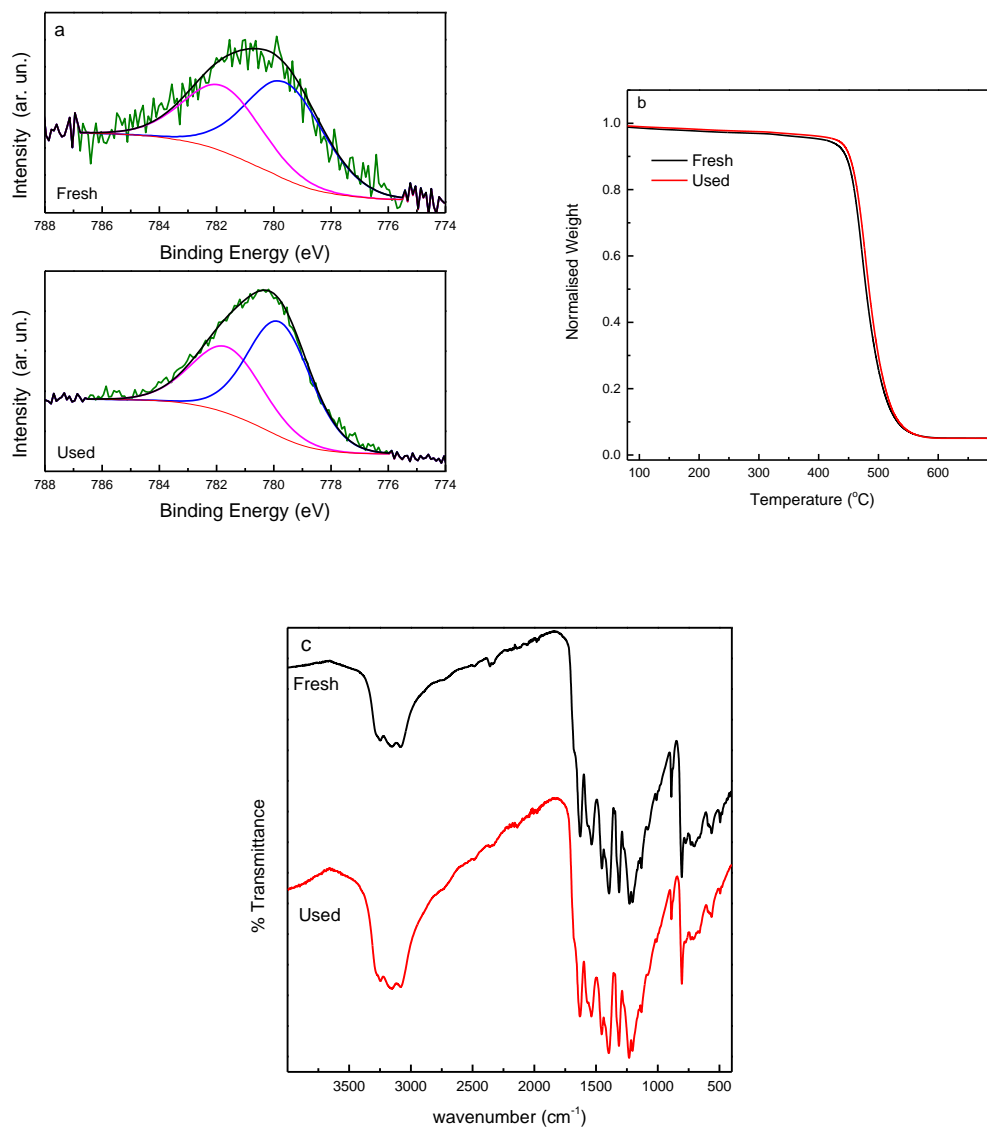 a
Intensity (ar. un.)
Fresh
788 786 784 782 780 778 776 774
Binding Energy (eV)
Intensity (ar. un.)
Used
788 786 784 782 780 778 776 774
Binding Energy (eV)
b
1.0
0.8
0.6
0.4
0.2
0.0
Normalised Weight
Fresh
Used
100 200 300 400 500 600
Temperature (°C)
c
Fresh
Used
% Transmittance
3500 3000 2500 2000 1500 1000 500
wavenumber (cm⁻¹)